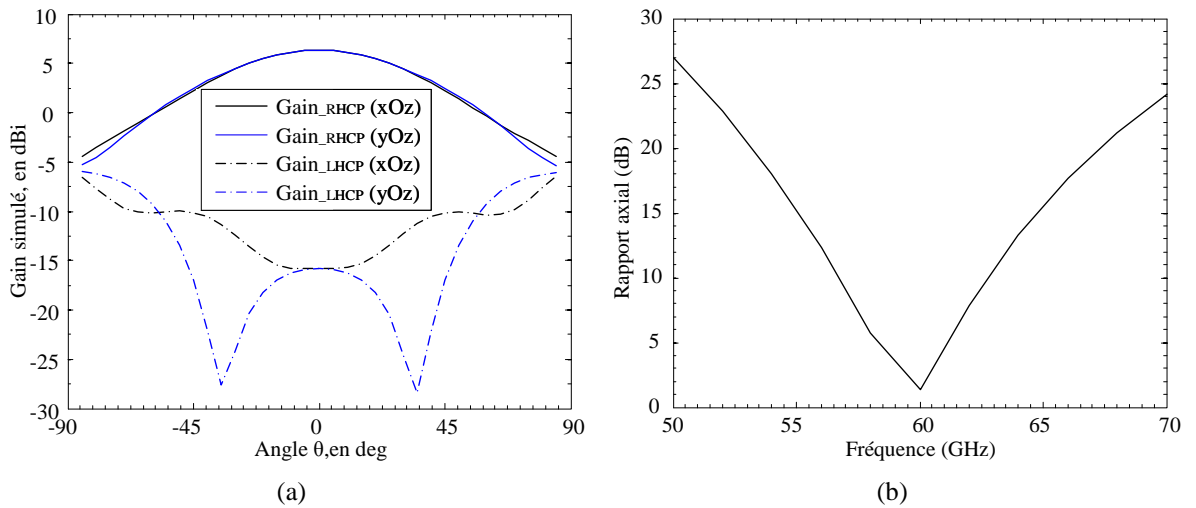 10
5
0
-5
-10
-15
-20
-25
-30
Gain simulé, en dBi
Gain_RHCP (xOz)
Gain_RHCP (yOz)
Gain_LHCP (xOz)
Gain_LHCP (yOz)
-90
-45
0
45
90
Angle θ,en deg
(a)
30
25
20
15
10
5
0
Rapport axial (dB)
50
55
60
65
70
Fréquence (GHz)
(b)